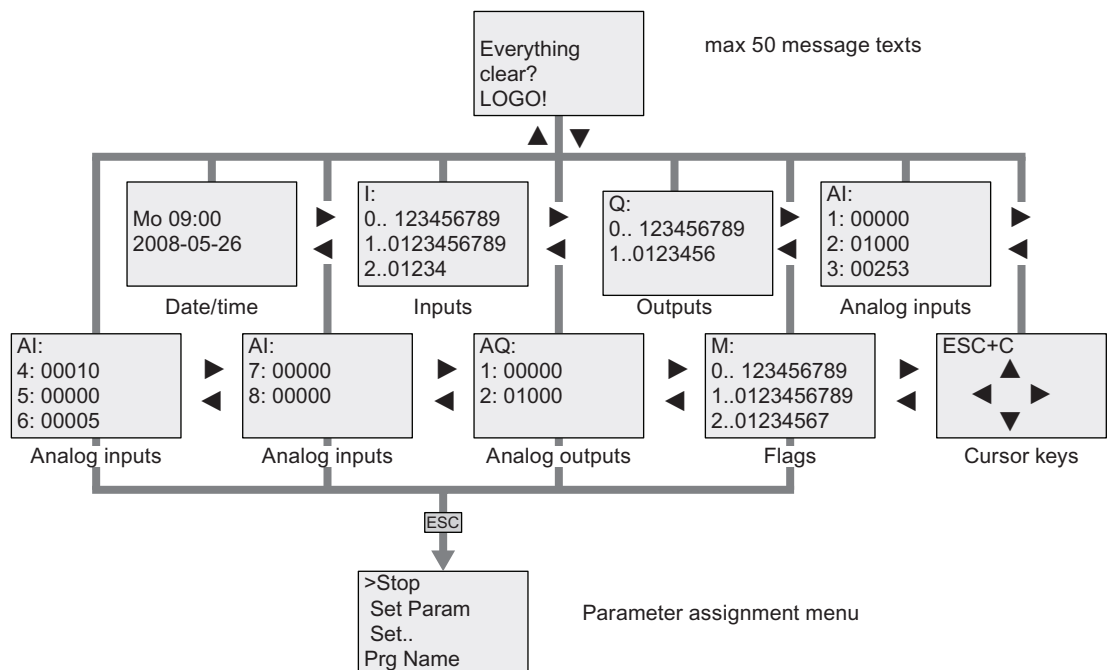 Everything
clear?
LOGO!
max 50 message texts
Mo 09:00
2008-05-26
Date/time
I:
0.. 123456789
1..0123456789
2..01234
Inputs
Q:
0.. 123456789
1..0123456
Outputs
AI:
1: 00000
2: 01000
3: 00253
Analog inputs
AI:
4: 00010
5: 00000
6: 00005
Analog inputs
AI:
7: 00000
8: 00000
Analog inputs
AQ:
1: 00000
2: 01000
Analog outputs
M:
0.. 123456789
1..0123456789
2..01234567
Flags
ESC+C
Cursor keys
ESC
>Stop
Set Param
Set..
Prg Name
Parameter assignment menu